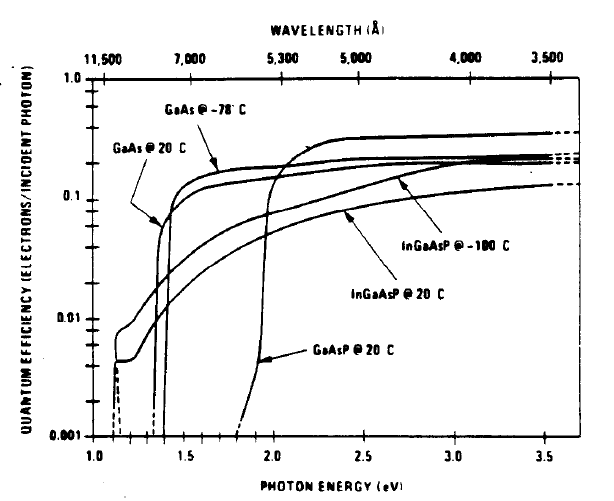 WAVELENGTH (Å)
11,500 7,000 5,300 5,000 4,000 3,500
1.0
GaAs @ -78° C
GaAs @ 20 C
0.1
InGaAsP @ -100 C
InGaAsP @ 20 C
0.01
GaAsP @ 20 C
0.001
1.0 1.5 2.0 2.5 3.0 3.5
PHOTON ENERGY (eV)
QUANTUM EFFICIENCY (ELECTRONS/INCIDENT PHOTON)